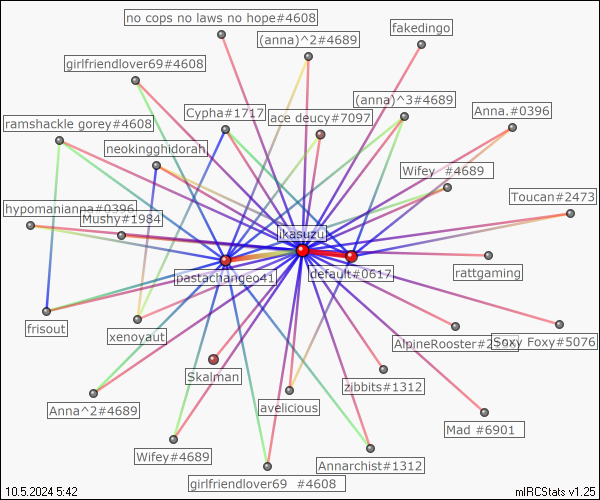 no cops no laws no hope#4608
(anna)^2#4689
fakedingo
girlfriendlover69#4608
(anna)^3#4689
Cypha#1717
ace deucy#7097
Anna.#0396
ramshackle gorey#4608
neokingghidorah
Wifey #4689
Toucan#2473
hypomanianna#0396
Mushy#1984
ikasuzu
pastachangeo41
default#0617
rattgaming
frisout
xenoyaut
AlpineRooster#
Soxy Foxy#5076
Skalman
zibbits#1312
Anna^2#4689
avelicious
Mad #6901
Wifey#4689
Annarchist#1312
girlfriendlover69 #4608
10.5.2024 5:42
mIRCStats v1.25